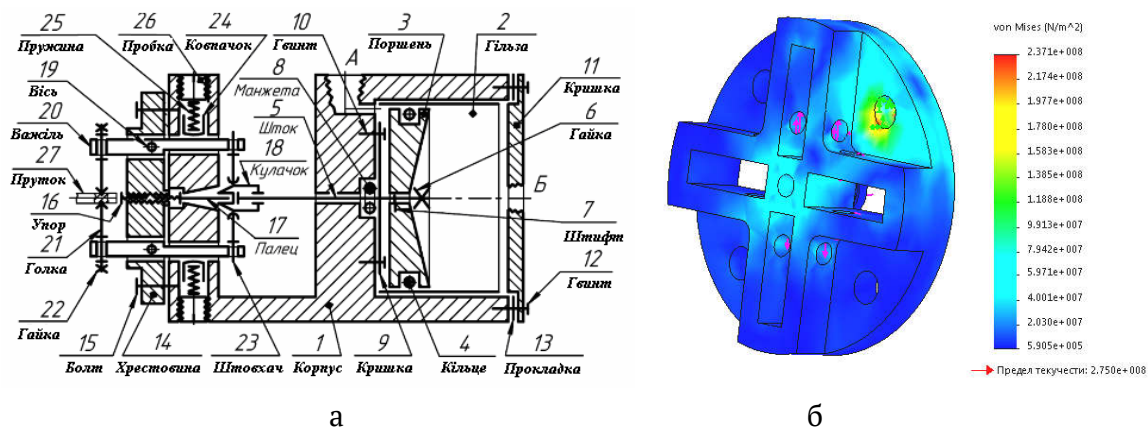 25
Пружина
26
Пробка
24
Ковпачок
10
Гвинт
3
Поршень
2
Гільза
19
Вісь
8
Манжета
А
11
Кришка
20
Важіль
5
Шток
6
Гайка
27
Пруток
18
Кулачок
Б
16
Упор
17
Палец
7
Штифт
21
Голка
12
Гвинт
22
Гайка
15
Болт
14
Хрестовина
23
Штовхач
1
Корпус
9
Кришка
4
Кільце
13
Прокладка
а
von Mises (N/m^2)
2.371e+008
2.174e+008
1.977e+008
1.780e+008
1.583e+008
1.385e+008
1.188e+008
9.909e+007
7.942e+007
5.971e+007
4.001e+007
2.030e+007
5.905e+005
Предел текучести: 2.750e+008
б